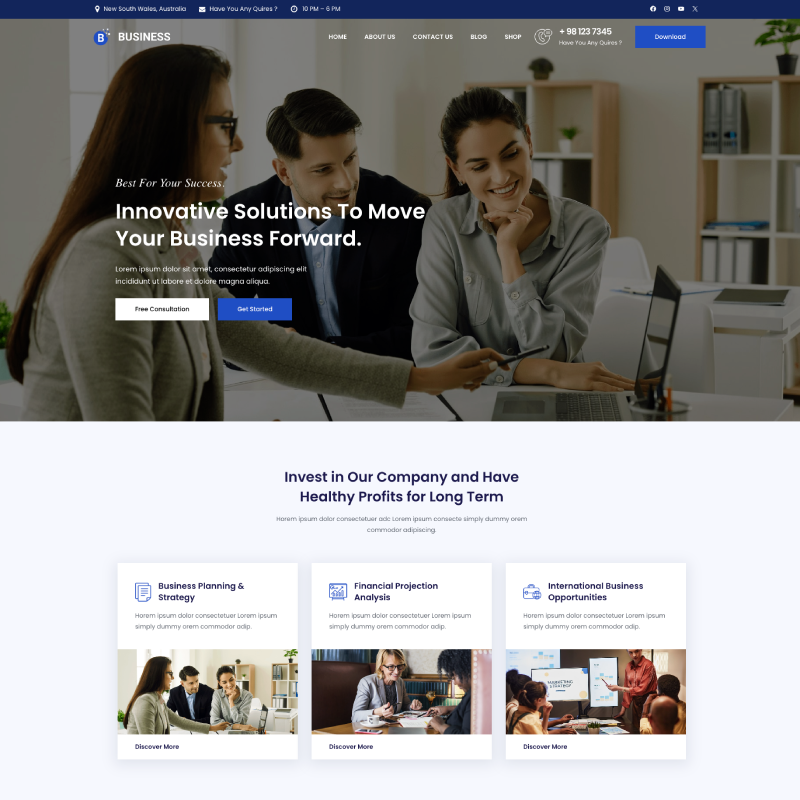 New South Wales, Australia
Have You Any Quires ?
10 PM – 6 PM
B BUSINESS
HOME
ABOUT US
CONTACT US
BLOG
SHOP
+ 98 123 7345
Have You Any Quires ?
Download
Best For Your Success.
Innovative Solutions To Move
Your Business Forward.
Lorem ipsum dolor sit amet, consectetur adipiscing elit
incididunt ut labore et dolore magna aliqua.
Free Consultation
Get Started
Invest in Our Company and Have
Healthy Profits for Long Term
Horem ipsum dolor consectetuer adc Lorem ipsum consecte simply dummy orem
commodor adipiscing.
Business Planning &
Strategy
Horem ipsum dolor consectetuer Lorem ipsum
simply dummy orem commodor adip.
Discover More
Financial Projection
Analysis
Horem ipsum dolor consectetuer Lorem ipsum
simply dummy orem commodor adip.
Discover More
International Business
Opportunities
Horem ipsum dolor consectetuer Lorem ipsum
simply dummy orem commodor adip.
MARKETING
STRATEGY
Discover More